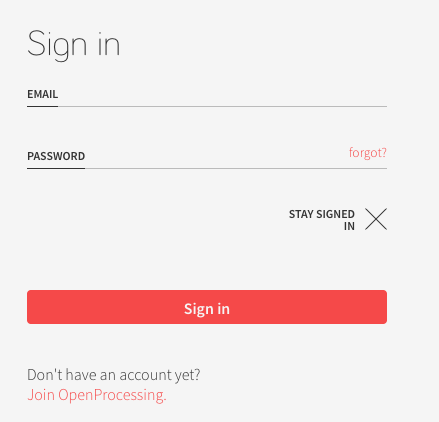 Sign in
EMAIL
PASSWORD
forgot?
STAY SIGNED
IN
Sign in
Don't have an account yet?
Join OpenProcessing.